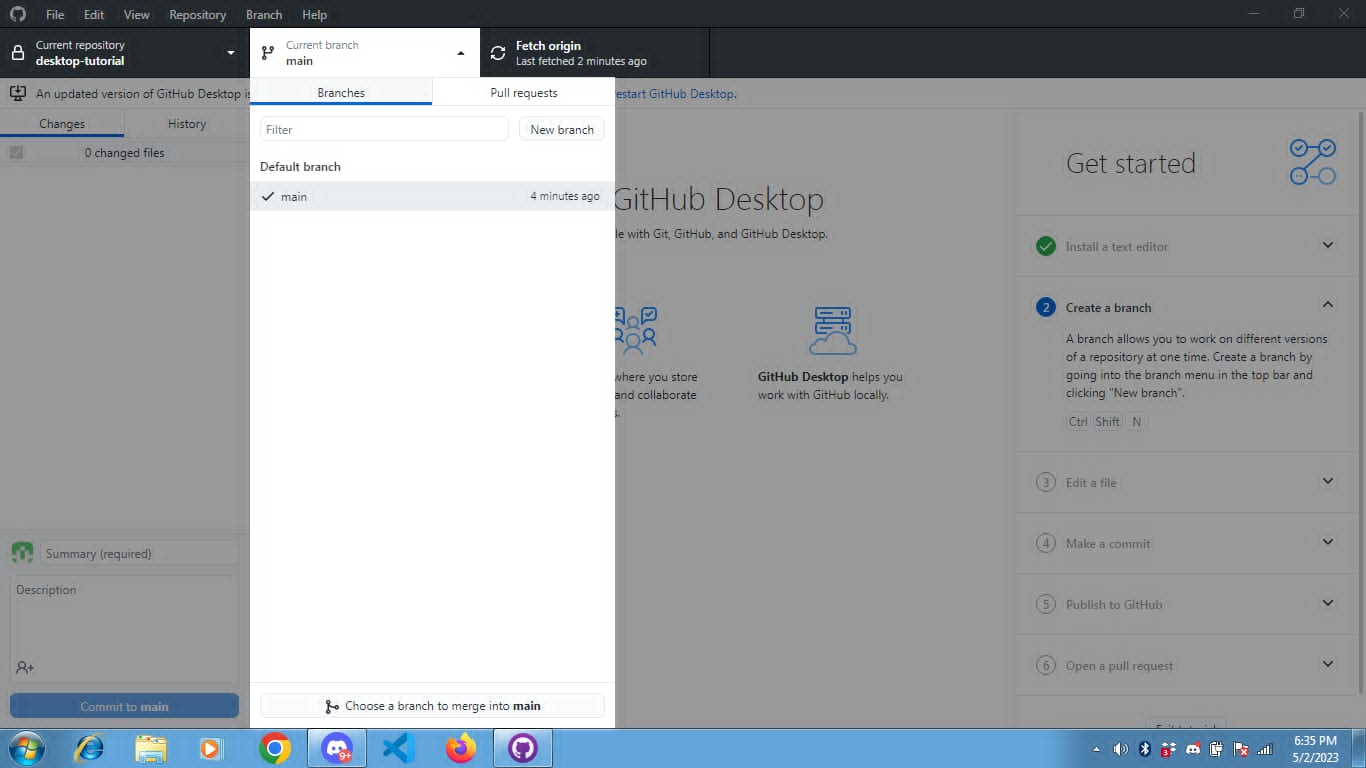 File Edit View Repository Branch Help
Current repository
desktop-tutorial
Current branch
main
Fetch origin
Last fetched 2 minutes ago
An updated version of GitHub Desktop is
restart GitHub Desktop.
Changes History
0 changed files
Branches Pull requests
Filter
New branch
Default branch
main 4 minutes ago
GitHub Desktop
with Git, GitHub, and GitHub Desktop.
where you store
and collaborate
GitHub Desktop helps you
work with GitHub locally.
Get started
Install a text editor
2 Create a branch
A branch allows you to work on different versions
of a repository at one time. Create a branch by
going into the branch menu in the top bar and
clicking "New branch".
Ctrl Shift N
3 Edit a file
4 Make a commit
5 Publish to GitHub
6 Open a pull request
Summary (required)
Description
Commit to main
Choose a branch to merge into main
9+
3
6:35 PM
5/2/2023